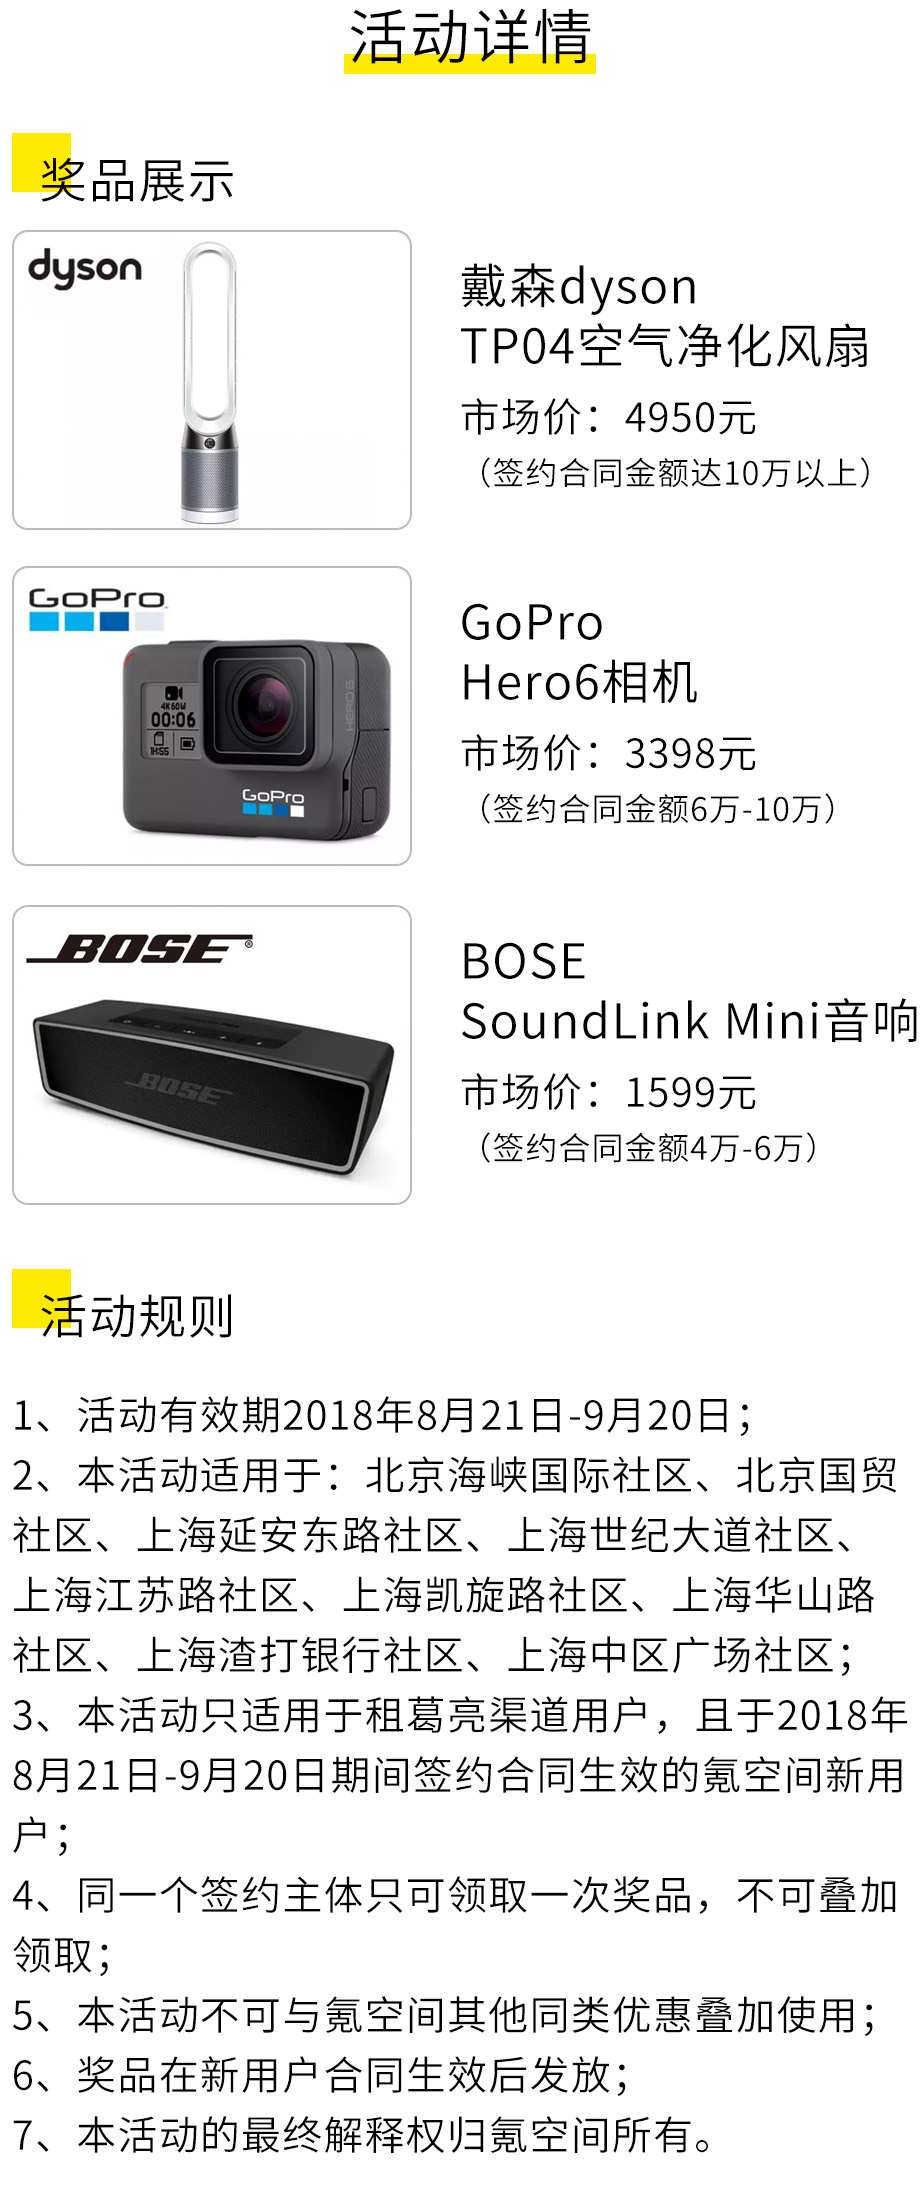 活动详情
奖品展示
dyson
戴森dyson
TP04空气净化风扇
市场价：4950元
（签约合同金额达10万以上）
GoPro
4K60W
00:06
1H:55
HERO6
GoPro
GoPro
Hero6相机
市场价：3398元
（签约合同金额6万-10万）
BOSE®
BOSE
BOSE
SoundLink Mini音响
市场价：1599元
（签约合同金额4万-6万）
活动规则
1、活动有效期2018年8月21日-9月20日；
2、本活动适用于：北京海峡国际社区、北京国贸
社区、上海延安东路社区、上海世纪大道社区、
上海江苏路社区、上海凯旋路社区、上海华山路
社区、上海渣打银行社区、上海中区广场社区；
3、本活动只适用于租葛亮渠道用户，且于2018年
8月21日-9月20日期间签约合同生效的氪空间新用
户；
4、同一个签约主体只可领取一次奖品，不可叠加
领取；
5、本活动不可与氪空间其他同类优惠叠加使用；
6、奖品在新用户合同生效后发放；
7、本活动的最终解释权归氪空间所有。